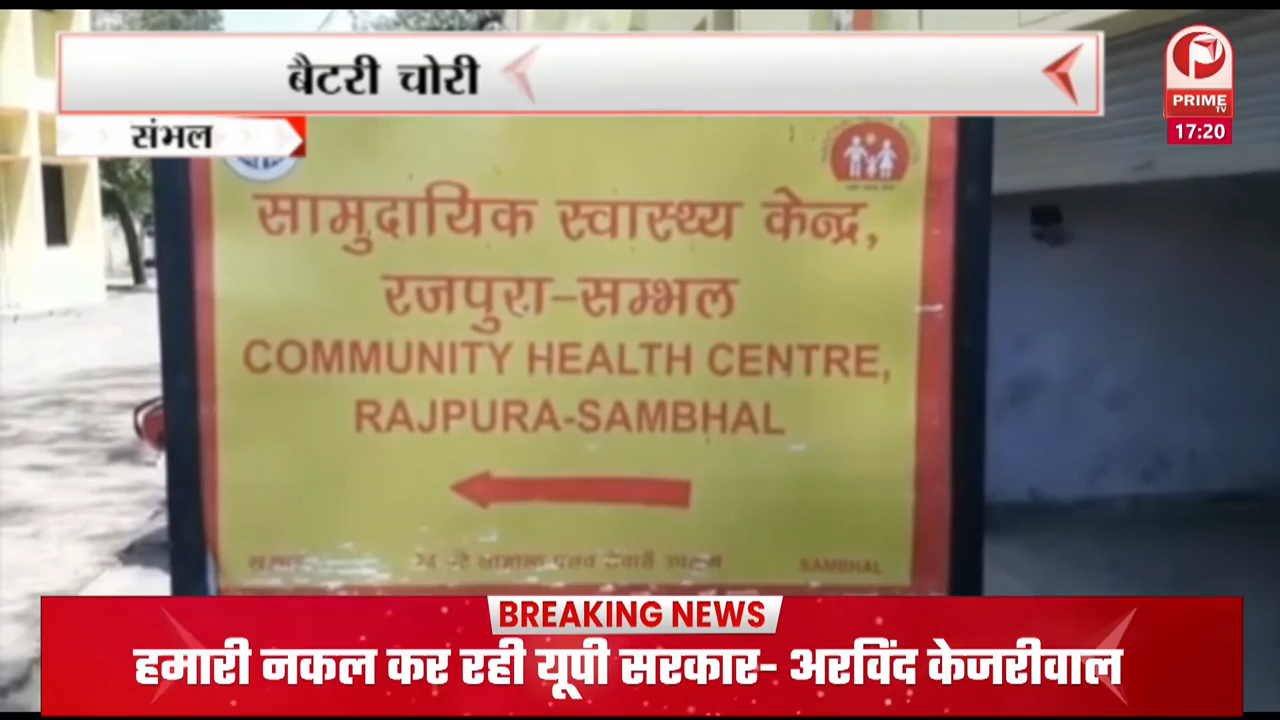 बैटरी चोरी
संभल
PRIME
TV
17:20
सामुदायिक स्वास्थ्य केन्द्र,
रजपुरा-सम्भल
COMMUNITY HEALTH CENTRE,
RAJPURA-SAMBHAL
SAMBHAL
BREAKING NEWS
हमारी नकल कर रही यूपी सरकार- अरविंद केजरीवाल